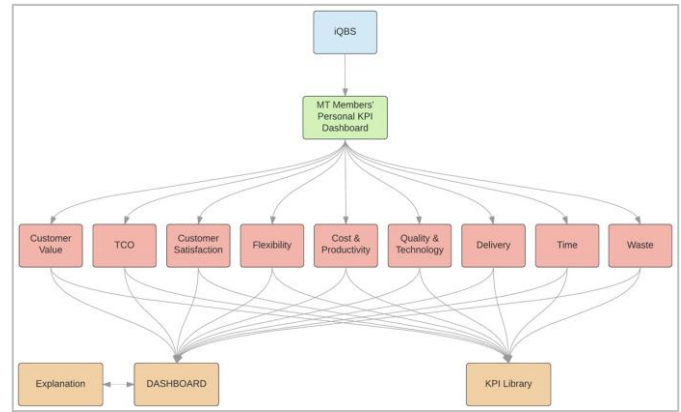 iQBS
MT Members'
Personal KPI
Dashboard
Customer
Value
TCO
Customer
Satisfaction
Flexibility
Cost &
Productivity
Quality &
Technology
Delivery
Time
Waste
Explanation
DASHBOARD
KPI Library